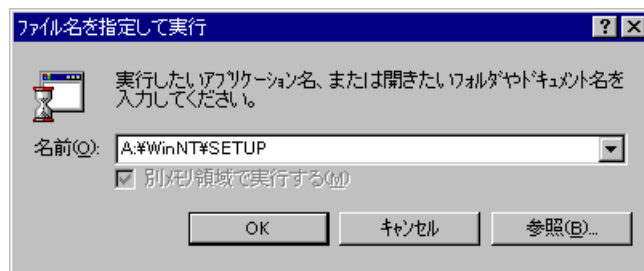 ﾌｧｲﾙ名を指定して実行
実行したいｱﾌﾟﾘｹｰｼｮﾝ名、または開きたいﾌｫﾙﾀﾞやﾄﾞｷｭﾒﾝﾄ名を
入力してください。
名前(O): A:¥WinNT¥SETUP
別ﾒﾓﾘ領域で実行する(M)
OK ｷｬﾝｾﾙ 参照(B)...